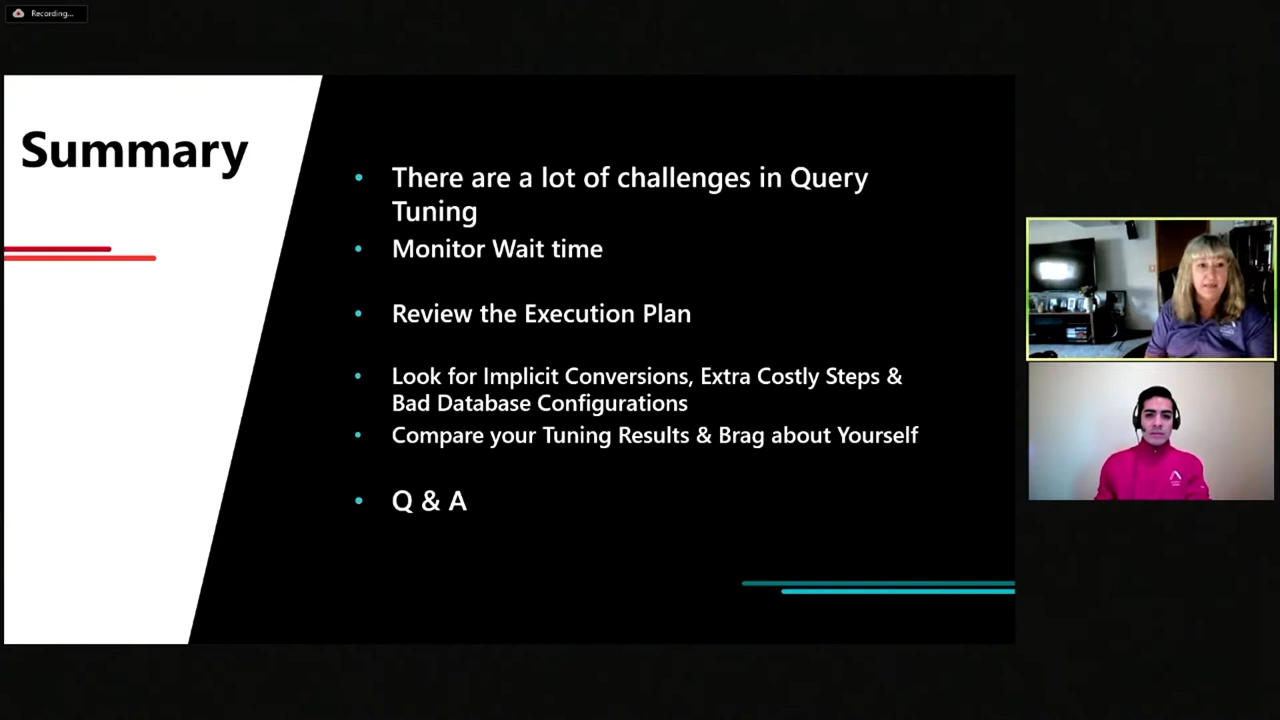 Recording...
Summary
There are a lot of challenges in Query
Tuning
Monitor Wait time
Review the Execution Plan
Look for Implicit Conversions, Extra Costly Steps &
Bad Database Configurations
Compare your Tuning Results & Brag about Yourself
Q & A